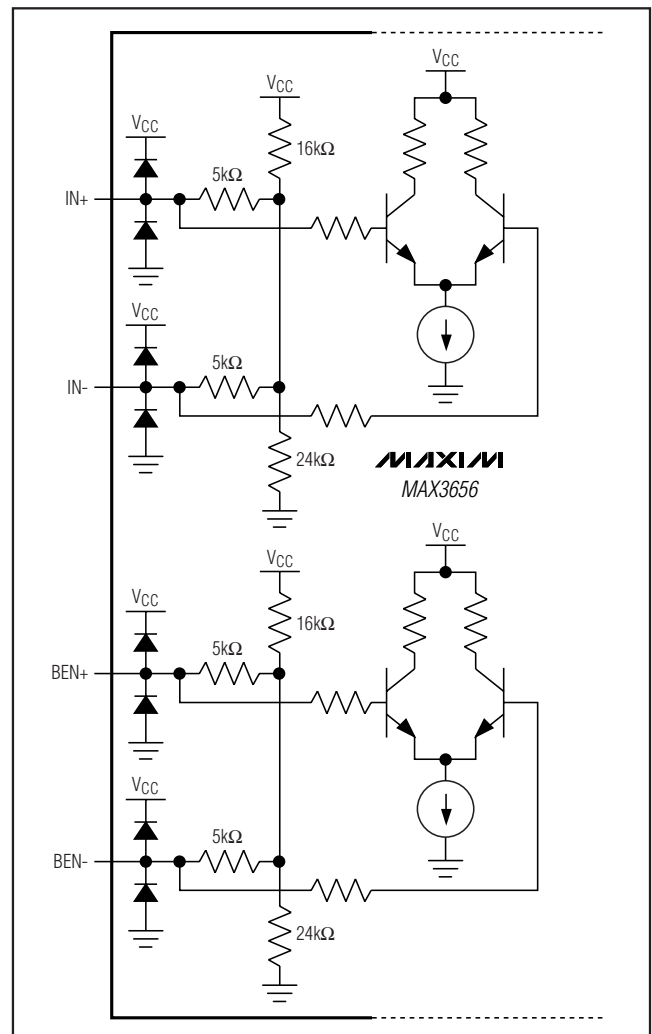 VCC
VCC
VCC
16kΩ
5kΩ
IN+
VCC
5kΩ
IN-
24kΩ
MAXIM
MAX3656
VCC
VCC
VCC
16kΩ
5kΩ
BEN+
VCC
5kΩ
BEN-
24kΩ